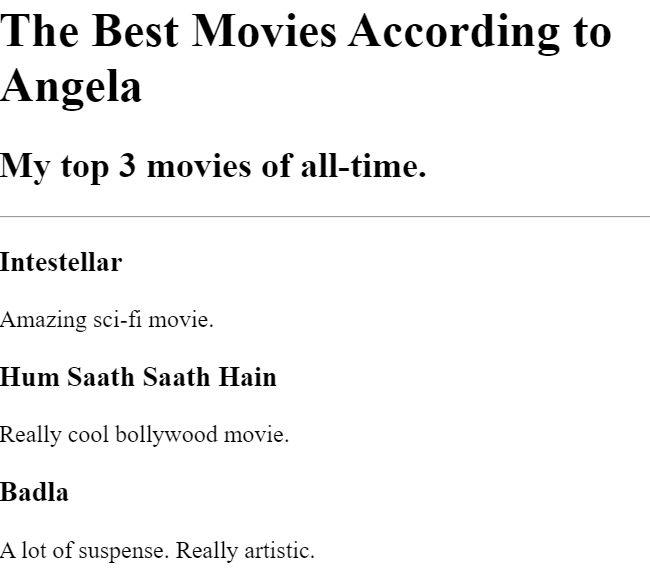 The Best Movies According to
Angela
My top 3 movies of all-time.
Intestellar
Amazing sci-fi movie.
Hum Saath Saath Hain
Really cool bollywood movie.
Badla
A lot of suspense. Really artistic.